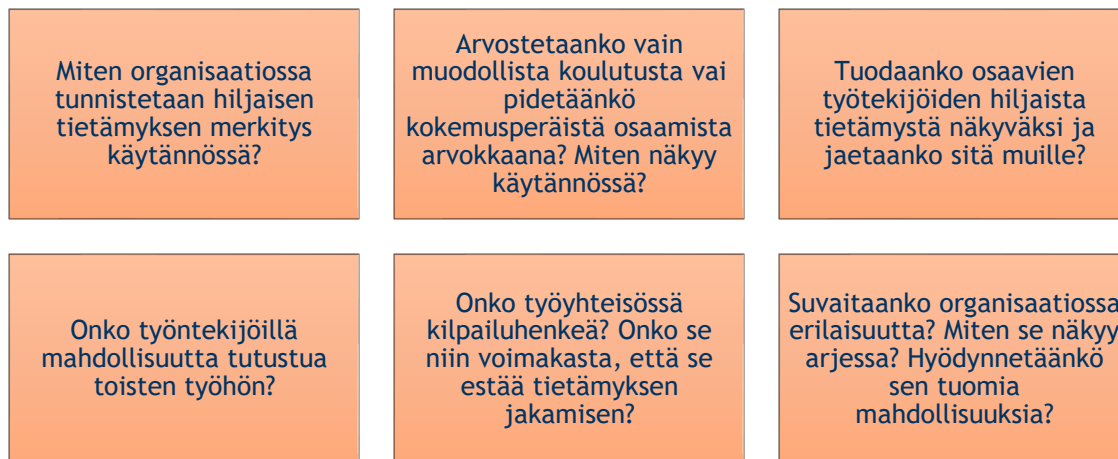 Miten organisaatiossa
tunnistetaan hiljaisen
tietämyksen merkitys
käytännössä?
Arvostetaanko vain
muodollista koulutusta vai
pidetäänkö
kokemusperäistä osaamista
arvokkaana? Miten näkyy
käytännössä?
Tuodaanko osaavien
työtekijöiden hiljaista
tietämystä näkyväksi ja
jaetaanko sitä muille?
Onko työntekijöillä
mahdollisuutta tutustua
toisten työhön?
Onko työyhteisössä
kilpailuhenkeä? Onko se
niin voimakasta, että se
estää tietämyksen
jakamisen?
Suvaitaanko organisaatiossa
erilaisuutta? Miten se näkyy
arjessa? Hyödynnetäänkö
sen tuomia
mahdollisuuksia?